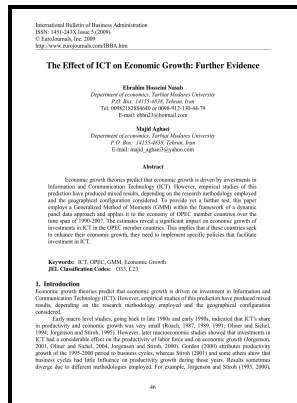 International Bulletin of Business Administration
ISSN: 1451-243X Issue 5 (2009)
© EuroJournals, Inc. 2009
http://www.eurojournals.com/IBBA.htm
The Effect of ICT on Economic Growth: Further Evidence
Ebrahim Hosseini Nasab
Department of economics, Tarbiat Modares University
P.O. Box: 14155-4838, Tehran, Iran
Tel: 00982182884640 or 0098-912-130-44-79
E-mail: ebhn23@hotmail.com
Majid Aghaei
Department of economics, Tarbiat Modares University
P.O. Box: 14155-4838, Tehran, Iran
E-mail: majid_aghaei3@yahoo.com
Abstract
Economic growth theories predict that economic growth is driven by investments in
Information and Communication Technology (ICT). However, empirical studies of this
prediction have produced mixed results, depending on the research methodology employed
and the geographical configuration considered. To provide yet a further test, this paper
employs a Generalized Method of Moments (GMM) within the framework of a dynamic
panel data approach and applies it to the economy of OPEC member countries over the
time span of 1990-2007. The estimates reveal a significant impact on economic growth of
investments in ICT in the OPEC member countries. This implies that if these countries seek
to enhance their economic growth, they need to implement specific policies that facilitate
investment in ICT.
Keywords: ICT, OPEC, GMM, Economic growth
JEL Classification Codes: O33, C23
1. Introduction
Economic growth theories predict that economic growth is driven on investment in Information and
Communication Technology (ICT). However, empirical studies of this prediction have produced mixed
results, depending on the research methodology employed and the geographical configuration
considered.
Early macro level studies, going back to late 1980s and early 1990s, indicated that ICT's share
in productivity and economic growth was very small (Roach, 1987, 1989, 1991; Oliner and Sichel,
1994; Jorgenson and Stiroh, 1995). However, later macroeconomic studies showed that investments in
ICT had a considerable effect on the productivity of labor force and on economic growth (Jorgenson,
2001, Oliner and Sichel, 2004, Jorgenson and Stiroh, 2000). Gordon (2000) attributes productivity
growth of the 1995-2000 period to business cycles, whereas Stiroh (2001) and some others show that
business cycles had little Influence on productivity growth during those years. Results sometimes
diverge due to different methodologies employed. For example, Jorgenson and Stiroh (1995, 2000),
46